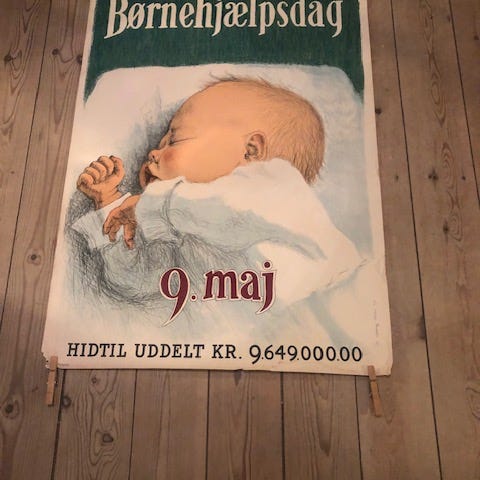 Børnehjælpsdag
9. maj
HIDTIL UDDELT KR. 9.649.000.00